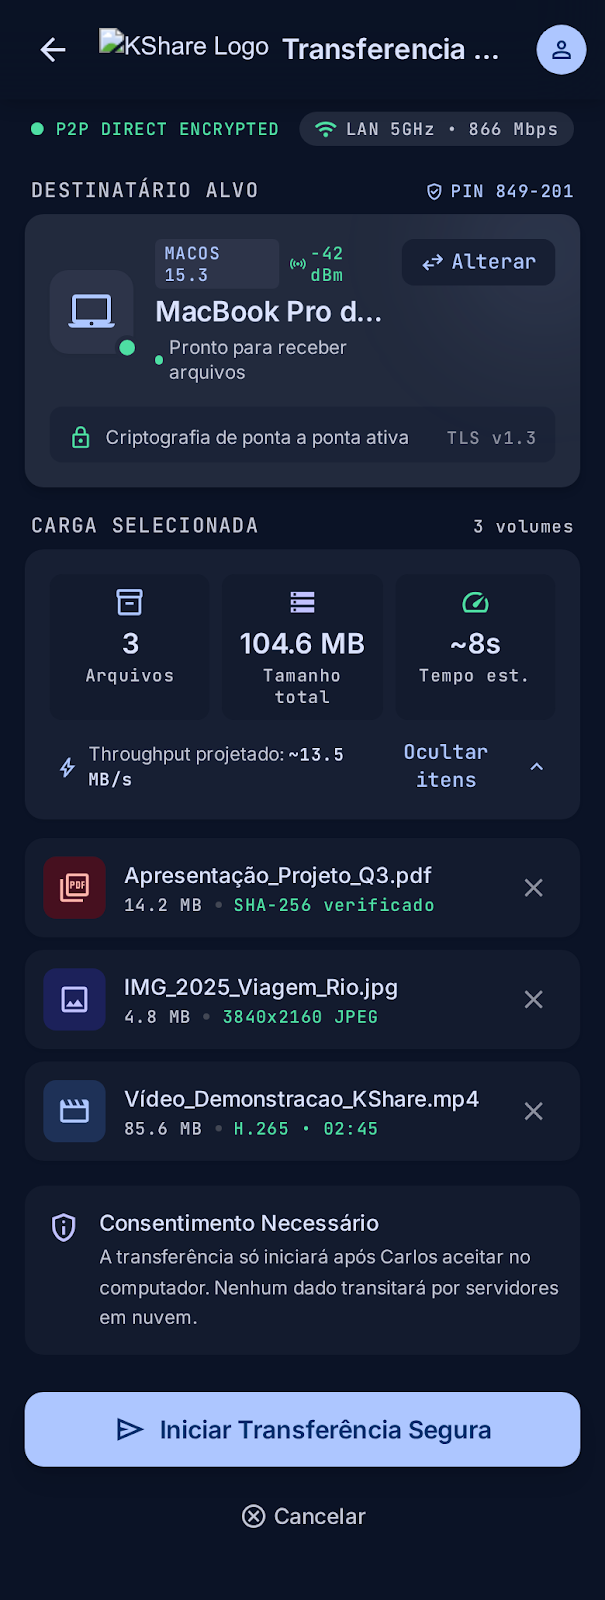 KShare Logo Transferencia ...
P2P DIRECT ENCRYPTED LAN 5GHz • 866 Mbps
DESTINATÁRIO ALVO PIN 849-201
MACOS 15.3
-42 dBm
Alterar
MacBook Pro d...
Pronto para receber
arquivos
Criptografia de ponta a ponta ativa TLS v1.3
CARGA SELECIONADA 3 volumes
3
Arquivos
104.6 MB
Tamanho
total
~8s
Tempo est.
Throughput projetado: ~13.5
MB/s
Ocultar
itens
PDF
Apresentação_Projeto_Q3.pdf
14.2 MB • SHA-256 verificado
IMG_2025_Viagem_Rio.jpg
4.8 MB • 3840x2160 JPEG
Vídeo_Demonstracao_KShare.mp4
85.6 MB • H.265 • 02:45
Consentimento Necessário
A transferência só iniciará após Carlos aceitar no
computador. Nenhum dado transitará por servidores
em nuvem.
Iniciar Transferência Segura
Cancelar